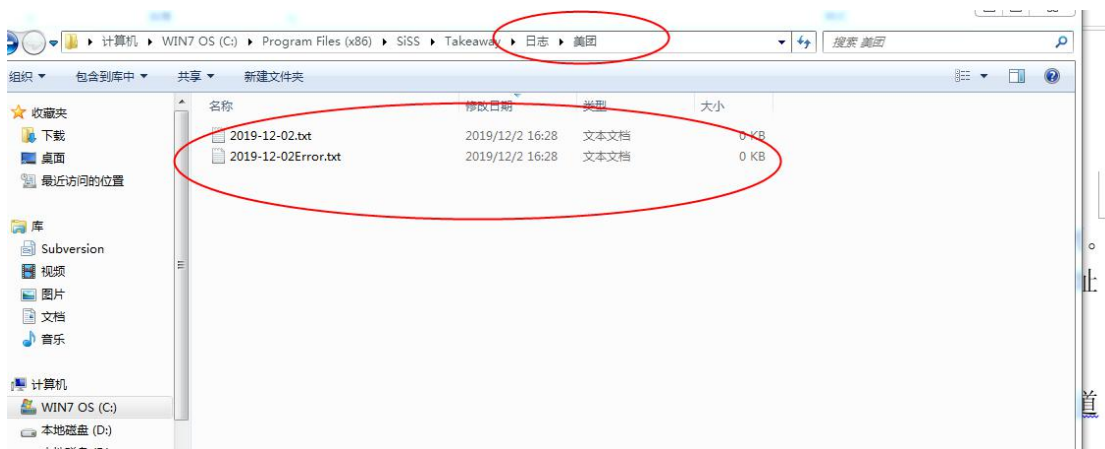 计算机 WIN7 OS (C:) Program Files (x86) SiSS Takeaway 日志 美团 搜索 美团
组织 包含到库中 共享 新建文件夹
收藏夹
下载
桌面
最近访问的位置
库
Subversion
视频
图片
文档
音乐
计算机
WIN7 OS (C:)
本地磁盘 (D:)
名称 修改日期 类型 大小
2019-12-02.txt 2019/12/2 16:28 文本文档 0 KB
2019-12-02Error.txt 2019/12/2 16:28 文本文档 0 KB
。
址
道